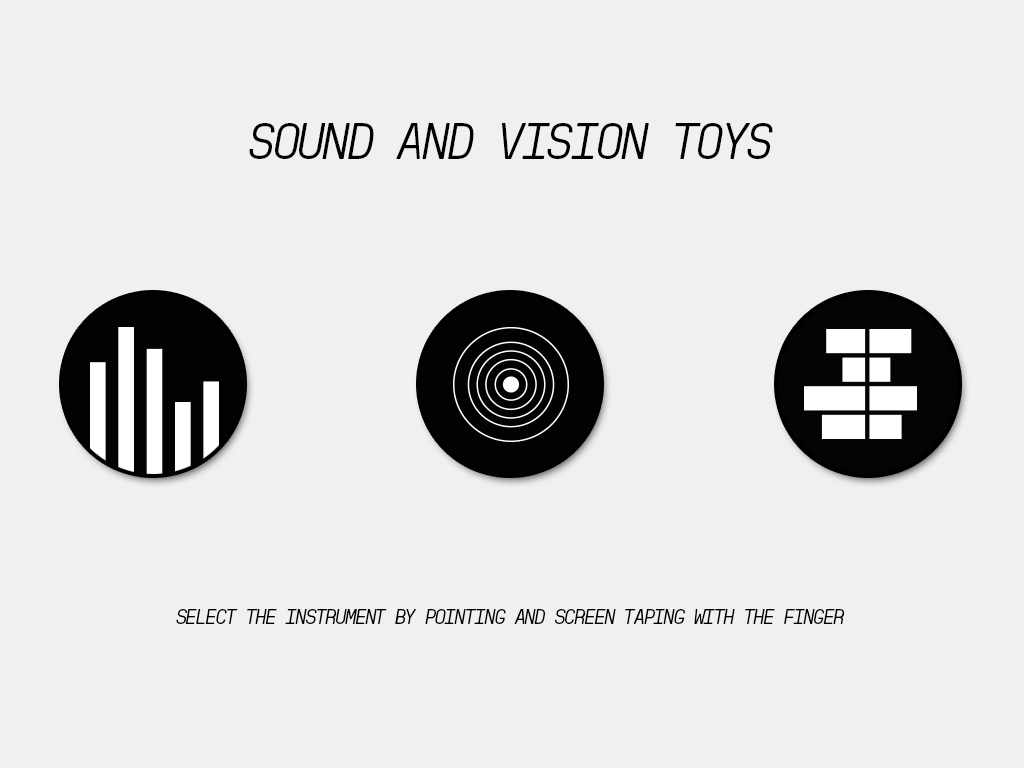 SOUND AND VISION TOYS
SELECT THE INSTRUMENT BY POINTING AND SCREEN TAPING WITH THE FINGER